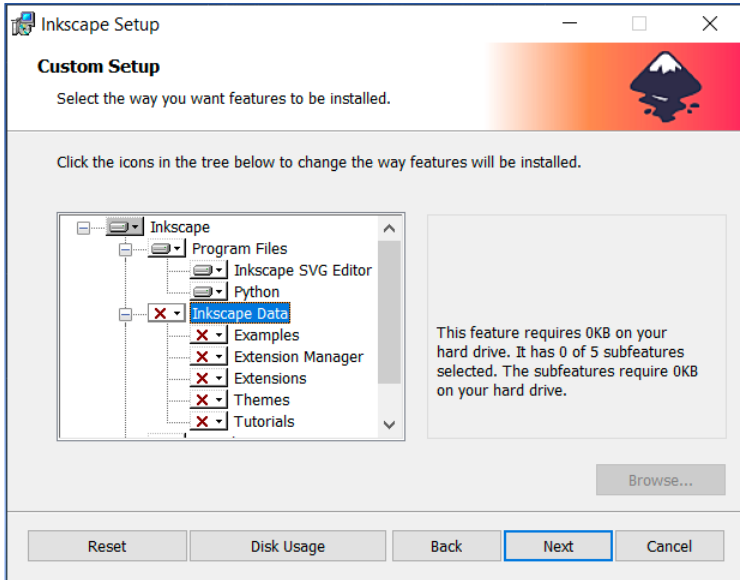 Inkscape Setup
Custom Setup
Select the way you want features to be installed.
Click the icons in the tree below to change the way features will be installed.
Inkscape
Program Files
Inkscape SVG Editor
Python
Inkscape Data
Examples
Extension Manager
Extensions
Themes
Tutorials
This feature requires 0KB on your
hard drive. It has 0 of 5 subfeatures
selected. The subfeatures require 0KB
on your hard drive.
Browse...
Reset
Disk Usage
Back
Next
Cancel